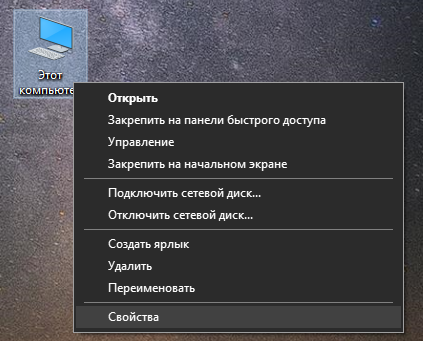 Этот
компьюте
Открыть
Закрепить на панели быстрого доступа
Управление
Закрепить на начальном экране
Подключить сетевой диск...
Отключить сетевой диск...
Создать ярлык
Удалить
Переименовать
Свойства